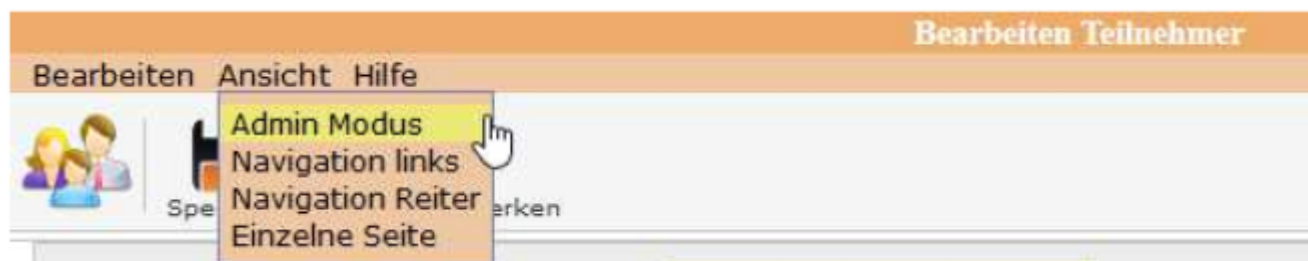 Bearbeiten Teilnehmer
Bearbeiten Ansicht Hilfe
Admin Modus
Navigation links
Navigation Reiter
Einzelne Seite